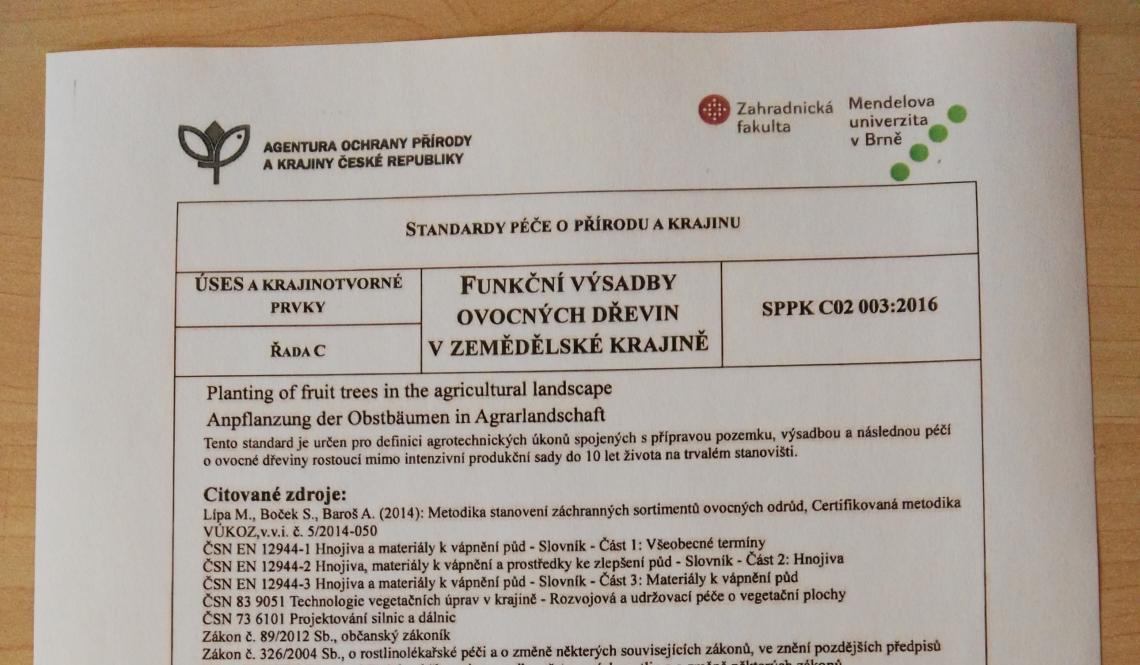 AGENTURA OCHRANY PŘÍRODY
A KRAJINY ČESKÉ REPUBLIKY
Zahradnická
fakulta
Mendelova
univerzita
v Brně
STANDARDY PÉČE O PŘÍRODU A KRAJINU
ÚSES A KRAJINOTVORNÉ
PRVKY
ŘADA C
FUNKČNÍ VÝSADBY
OVOCNÝCH DŘEVIN
V ZEMĚDĚLSKÉ KRAJINĚ
SPPK C02 003:2016
Planting of fruit trees in the agricultural landscape
Anpflanzung der Obstbäumen in Agrarlandschaft
Tento standard je určen pro definici agrotechnických úkonů spojených s přípravou pozemku, výsadbou a následnou péčí
o ovocné dřeviny rostoucí mimo intenzivní produkční sady do 10 let života na trvalém stanovišti.
Citované zdroje:
Lípa M., Boček S., Baroš A. (2014): Metodika stanovení záchranných sortimentů ovocných odrůd, Certifikovaná metodika
VÚKOZ,v.v.i. č. 5/2014-050
ČSN EN 12944-1 Hnojiva a materiály k vápnění půd - Slovník - Část 1: Všeobecné termíny
ČSN EN 12944-2 Hnojiva, materiály k vápnění a prostředky ke zlepšení půd - Slovník - Část 2: Hnojiva
ČSN EN 12944-3 Hnojiva a materiály k vápnění půd - Slovník - Část 3: Materiály k vápnění půd
ČSN 83 9051 Technologie vegetačních úprav v krajině - Rozvojová a udržovací péče o vegetační plochy
ČSN 73 6101 Projektování silnic a dálnic
Zákon č. 89/2012 Sb., občanský zákoník
Zákon č. 326/2004 Sb., o rostlinolékařské péči a o změně některých souvisejících zákonů, ve znění pozdějších předpisů